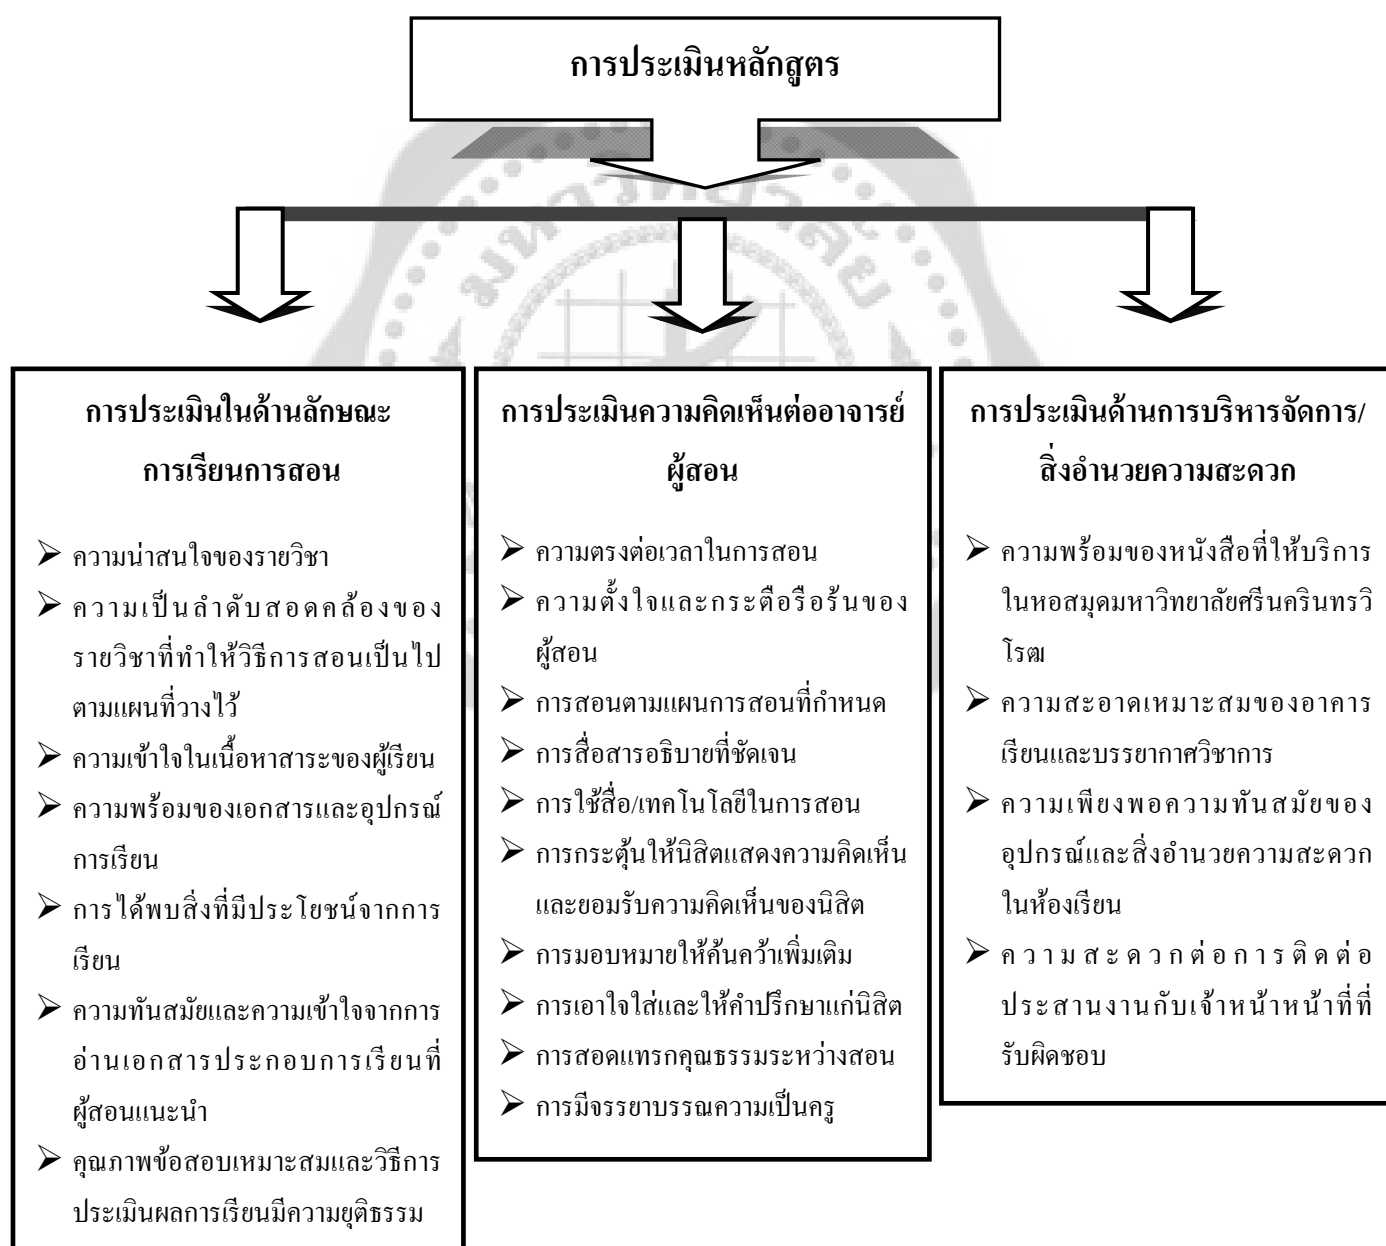 การประเมินหลักสูตร
มหาวิทยาลัย
การประเมินในด้านลักษณะ
การเรียนการสอน
➢ ความน่าสนใจของรายวิชา
➢ ความเป็นลำดับสอดคล้องของ
รายวิชาที่ทำให้วิธีการสอนเป็นไป
ตามแผนที่วางไว้
➢ ความเข้าใจในเนื้อหาสาระของผู้เรียน
➢ ความพร้อมของเอกสารและอุปกรณ์
การเรียน
➢ การได้พบสิ่งที่มีประโยชน์จากการ
เรียน
➢ ความทันสมัยและความเข้าใจจากการ
อ่านเอกสารประกอบการเรียนที่
ผู้สอนแนะนำ
➢ คุณภาพข้อสอบเหมาะสมและวิธีการ
ประเมินผลการเรียนมีความยุติธรรม
การประเมินความคิดเห็นต่ออาจารย์
ผู้สอน
➢ ความตรงต่อเวลาในการสอน
➢ ความตั้งใจและกระตือรือร้นของ
ผู้สอน
➢ การสอนตามแผนการสอนที่กำหนด
➢ การสื่อสารอธิบายที่ชัดเจน
➢ การใช้สื่อ/เทคโนโลยีในการสอน
➢ การกระตุ้นให้นิสิตแสดงความคิดเห็น
และยอมรับความคิดเห็นของนิสิต
➢ การมอบหมายให้ค้นคว้าเพิ่มเติม
➢ การเอาใจใส่และให้คำปรึกษาแก่นิสิต
➢ การสอดแทรกคุณธรรมระหว่างสอน
➢ การมีจรรยาบรรณความเป็นครู
การประเมินด้านการบริหารจัดการ/
สิ่งอำนวยความสะดวก
➢ ความพร้อมของหนังสือที่ให้บริการ
ในหอสมุดมหาวิทยาลัยศรีนครินทรวิ
โรฒ
➢ ความสะอาดเหมาะสมของอาคาร
เรียนและบรรยากาศวิชาการ
➢ ความเพียงพอความทันสมัยของ
อุปกรณ์และสิ่งอำนวยความสะดวก
ในห้องเรียน
➢ ความสะดวกต่อการติดต่อ
ประสานงานกับเจ้าหน้าหน้าที่ที่
รับผิดชอบ